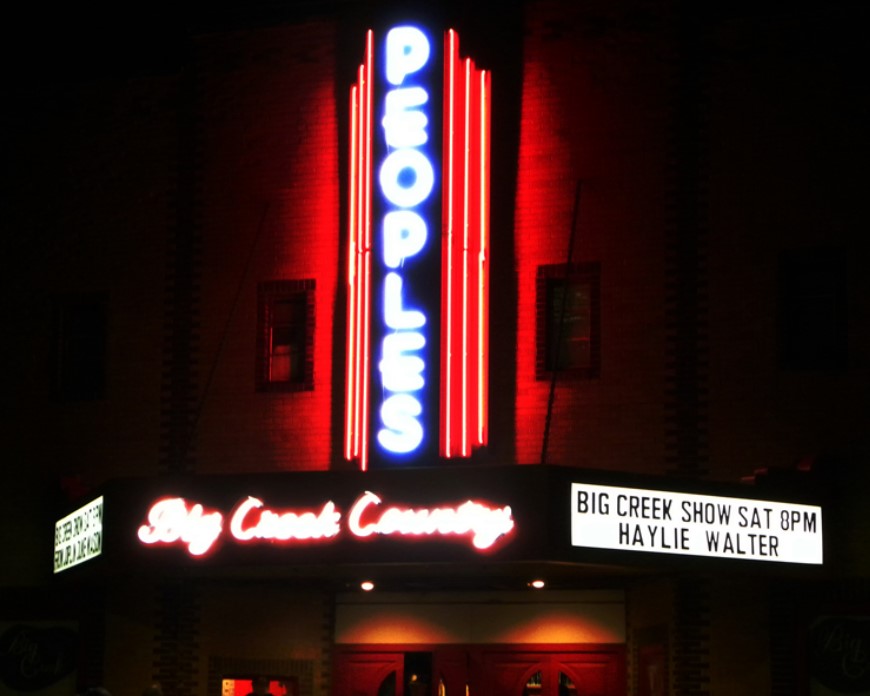 PEOPLES
Big Creek Country
BIG CREEK SHOW SAT 8PM
HAYLIE WALTER